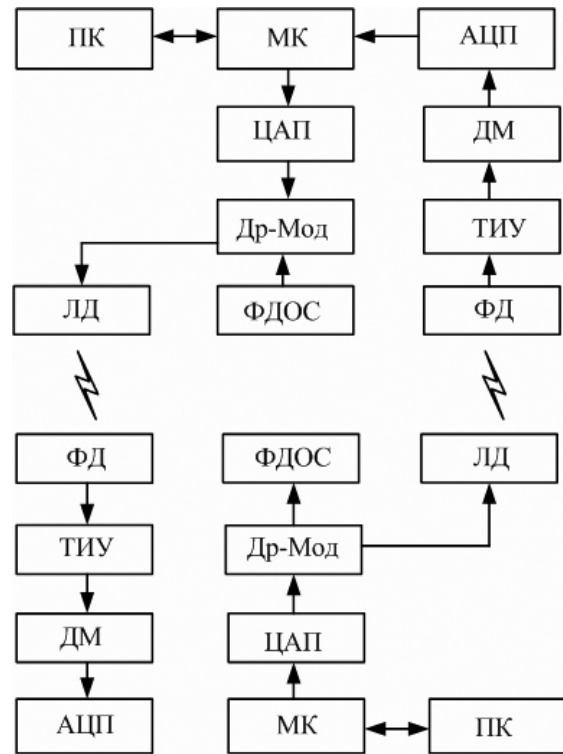 ПК МК АЦП
ЦАП ДМ
Др-Мод ТИУ
ЛД ФДОС ФД
ФД ФДОС ЛД
ТИУ Др-Мод
ДМ ЦАП
АЦП МК ПК